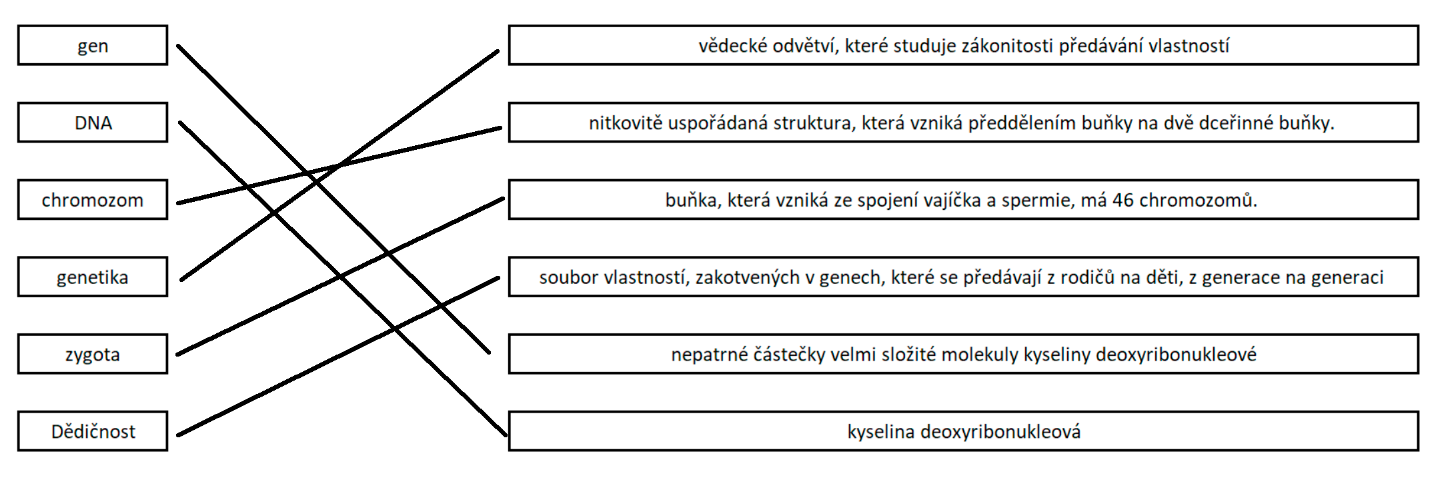 gen
vědecké odvětví, které studuje zákonitosti předávání vlastností
DNA
nitkovitě uspořádaná struktura, která vzniká předdělením buňky na dvě dceřinné buňky.
chromozom
buňka, která vzniká ze spojení vajíčka a spermie, má 46 chromozomů.
genetika
soubor vlastností, zakotvených v genech, které se předávají z rodičů na děti, z generace na generaci
zygota
nepatrné částečky velmi složité molekuly kyseliny deoxyribonukleové
Dědičnost
kyselina deoxyribonukleová